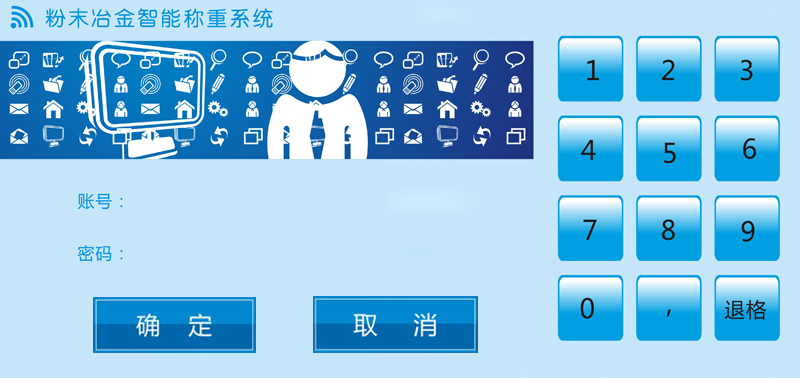 粉末冶金智能称重系统
账号：
密码：
确 定
取 消
1 2 3
4 5 6
7 8 9
0 , 退格